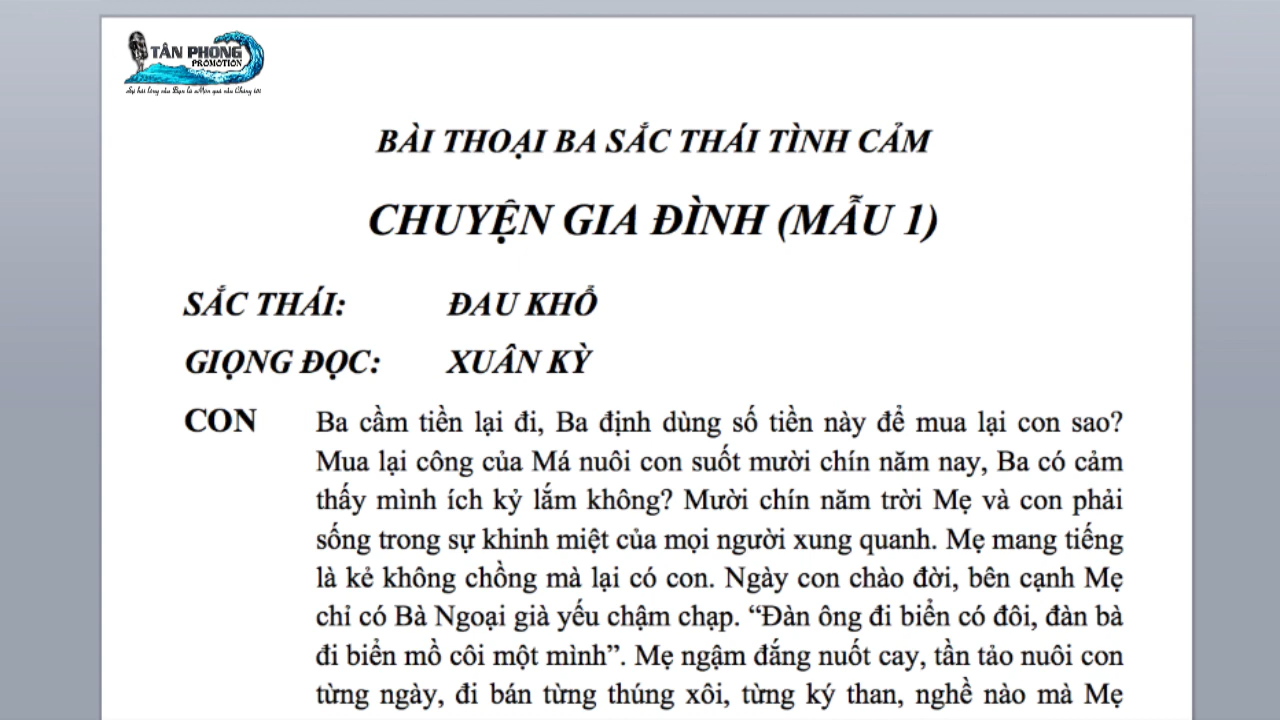 TÂN PHONG
PROMOTION
BÀI THOẠI BA SẮC THÁI TÌNH CẢM
CHUYỆN GIA ĐÌNH (MẪU 1)
SẮC THÁI: ĐAU KHỔ
GIỌNG ĐỌC: XUÂN KỲ
CON Ba cầm tiền lại đi, Ba định dùng số tiền này để mua lại con sao?
Mua lại công của Má nuôi con suốt mười chín năm nay, Ba có cảm
thấy mình ích kỷ lắm không? Mười chín năm trời Mẹ và con phải
sống trong sự khinh miệt của mọi người xung quanh. Mẹ mang tiếng
là kẻ không chồng mà lại có con. Ngày con chào đời, bên cạnh Mẹ
chỉ có Bà Ngoại già yếu chậm chạp. “Đàn ông đi biển có đôi, đàn bà
đi biển mồ côi một mình”. Mẹ ngậm đắng nuốt cay, tần tảo nuôi con
từng ngày, đi bán từng thúng xôi, từng ký than, nghề nào mà Mẹ